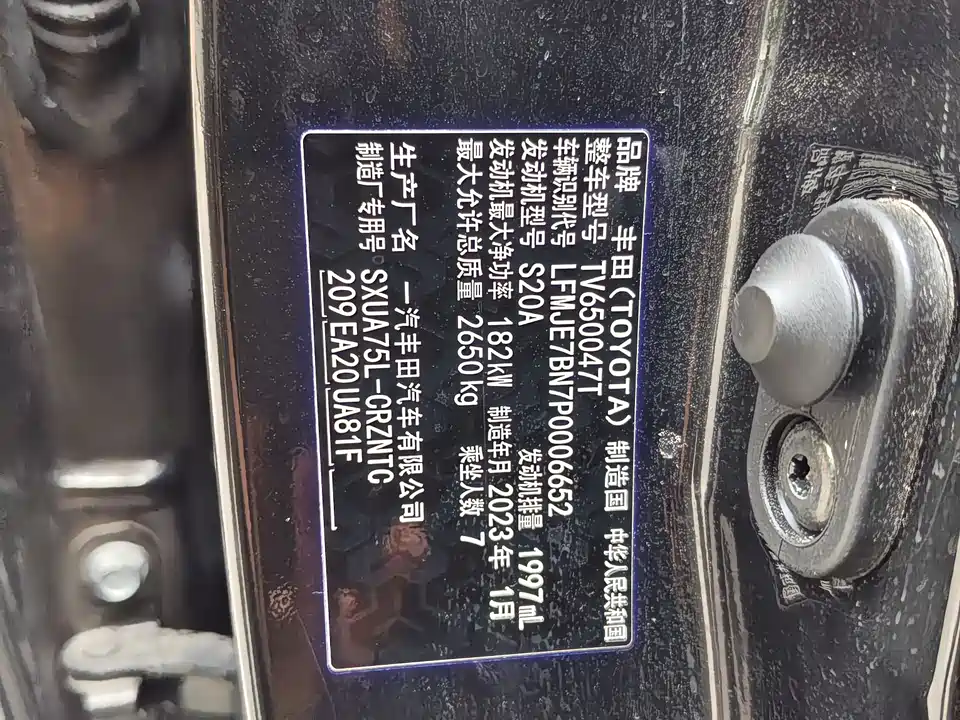 品牌 丰田(TOYOTA) 制造国 中华人民共和国
整车型号 TV650047T
车辆识别代号 LFMJE7BN7P0006652
发动机型号 S20A 发动机排量 1997mL
发动机最大净功率 182kW 制造年月 2023年 1月
最大允许总质量 2650kg 乘坐人数 7
生产厂名 一汽丰田汽车有限公司
制造厂专用号 SXUA75L-CRZNTC
209 EA20 UA81F